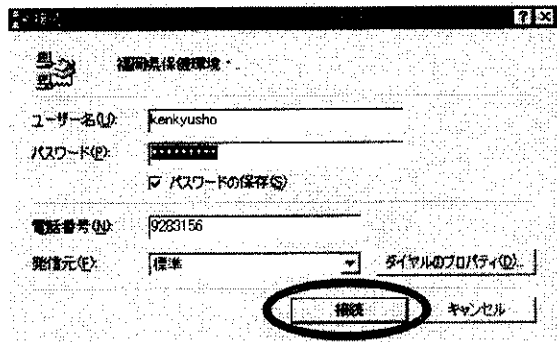 接続
福岡県保健環境・
ユーザー名(U): kenkyusho
パスワード(P): *********
パスワードの保存(S)
電話番号(N): 9283156
発信元(F): 標準 ダイヤルのプロパティ(D)...
接続 キャンセル